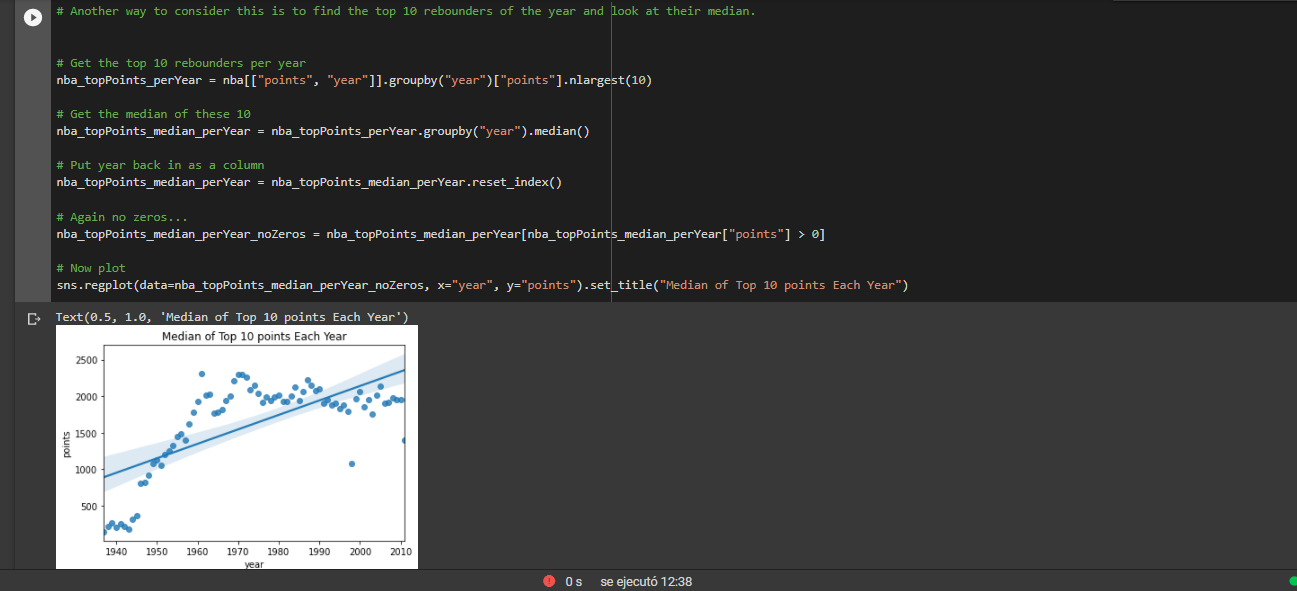 # Another way to consider this is to find the top 10 rebounders of the year and look at their median.
# Get the top 10 rebounders per year
nba_topPoints_perYear = nba[["points", "year"]].groupby("year")["points"].nlargest(10)
# Get the median of these 10
nba_topPoints_median_perYear = nba_topPoints_perYear.groupby("year").median()
# Put year back in as a column
nba_topPoints_median_perYear = nba_topPoints_median_perYear.reset_index()
# Again no zeros...
nba_topPoints_median_perYear_noZeros = nba_topPoints_median_perYear[nba_topPoints_median_perYear["points"] > 0]
# Now plot
sns.regplot(data=nba_topPoints_median_perYear_noZeros, x="year", y="points").set_title("Median of Top 10 points Each Year")
Text(0.5, 1.0, 'Median of Top 10 points Each Year')
Median of Top 10 points Each Year
2500
2000
1500
1000
500
points
1940 1950 1960 1970 1980 1990 2000 2010
year
0 s se ejecutó 12:38